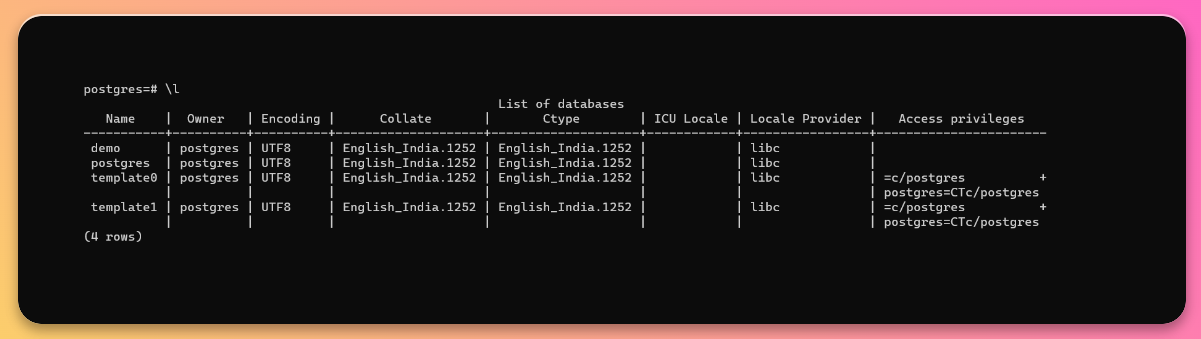 postgres=# \l
                                                        List of databases
   Name    |  Owner   | Encoding |      Collate       |       Ctype        | ICU Locale | Locale Provider |   Access privileges
-----------+----------+----------+--------------------+--------------------+------------+-----------------+-----------------------
 demo      | postgres | UTF8     | English_India.1252 | English_India.1252 |            | libc            |
 postgres  | postgres | UTF8     | English_India.1252 | English_India.1252 |            | libc            |
 template0 | postgres | UTF8     | English_India.1252 | English_India.1252 |            | libc            | =c/postgres          +
           |          |          |                    |                    |            |                 | postgres=CTc/postgres
 template1 | postgres | UTF8     | English_India.1252 | English_India.1252 |            | libc            | =c/postgres          +
           |          |          |                    |                    |            |                 | postgres=CTc/postgres
(4 rows)